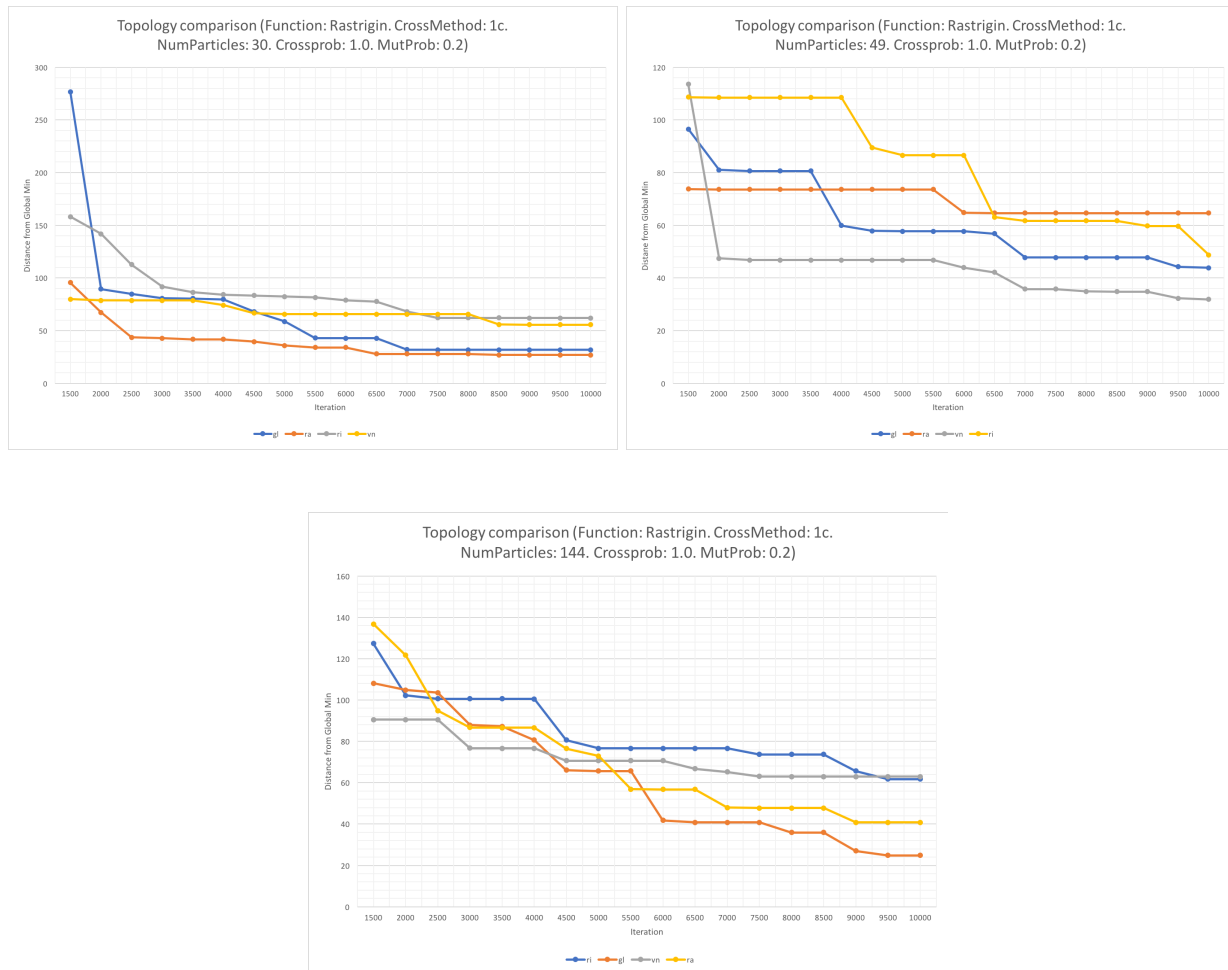 Topology comparison (Function: Rastrigin. CrossMethod: 1c.
NumParticles: 30. Crossprob: 1.0. MutProb: 0.2)
300
250
200
150
100
50
0
Distance from Global Min
1500 2000 2500 3000 3500 4000 4500 5000 5500 6000 6500 7000 7500 8000 8500 9000 9500 10000
Iteration
gl ra ri vn
Topology comparison (Function: Rastrigin. CrossMethod: 1c.
NumParticles: 49. Crossprob: 1.0. MutProb: 0.2)
120
100
80
60
40
20
0
Distane from Global Min
1500 2000 2500 3000 3500 4000 4500 5000 5500 6000 6500 7000 7500 8000 8500 9000 9500 10000
Iteration
gl ra vn ri
Topology comparison (Function: Rastrigin. CrossMethod: 1c.
NumParticles: 144. Crossprob: 1.0. MutProb: 0.2)
160
140
120
100
80
60
40
20
0
Distance from Global Min
1500 2000 2500 3000 3500 4000 4500 5000 5500 6000 6500 7000 7500 8000 8500 9000 9500 10000
Iteration
ri gl vn ra